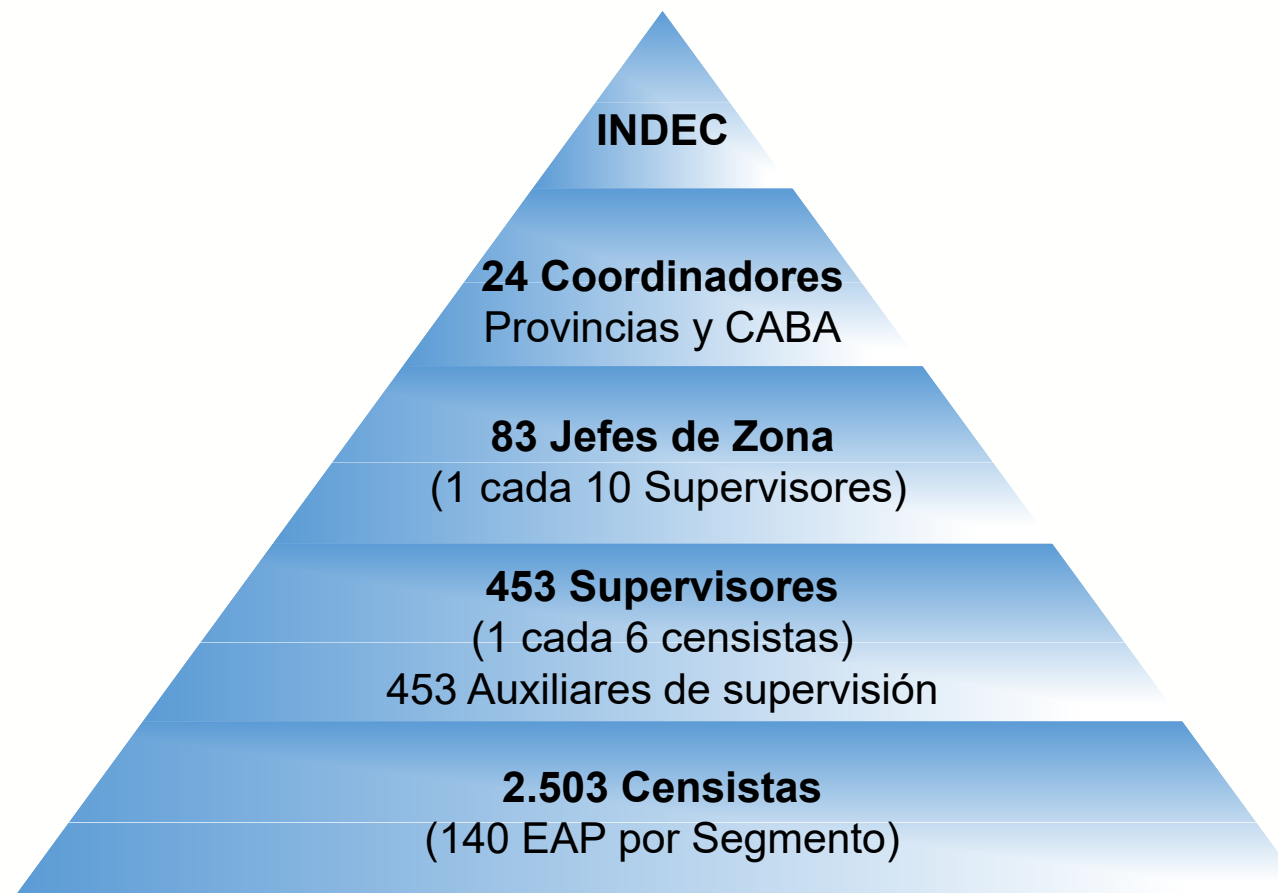 INDEC
24 Coordinadores
Provincias y CABA
83 Jefes de Zona
(1 cada 10 Supervisores)
453 Supervisores
(1 cada 6 censistas)
453 Auxiliares de supervisión
2.503 Censistas
(140 EAP por Segmento)